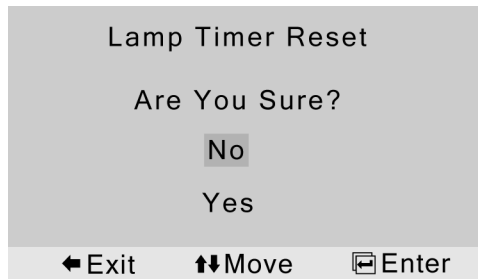 Lamp Timer Reset
Are You Sure?
No
Yes
Exit Move Enter